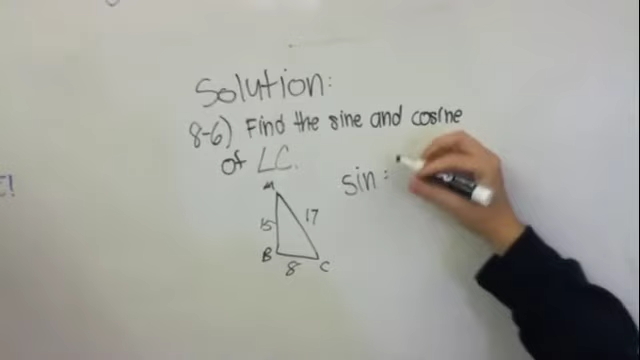 Solution:
8-6) Find the sine and cosine
of ∠C.
sin =
A
15
17
B
8
C
E!